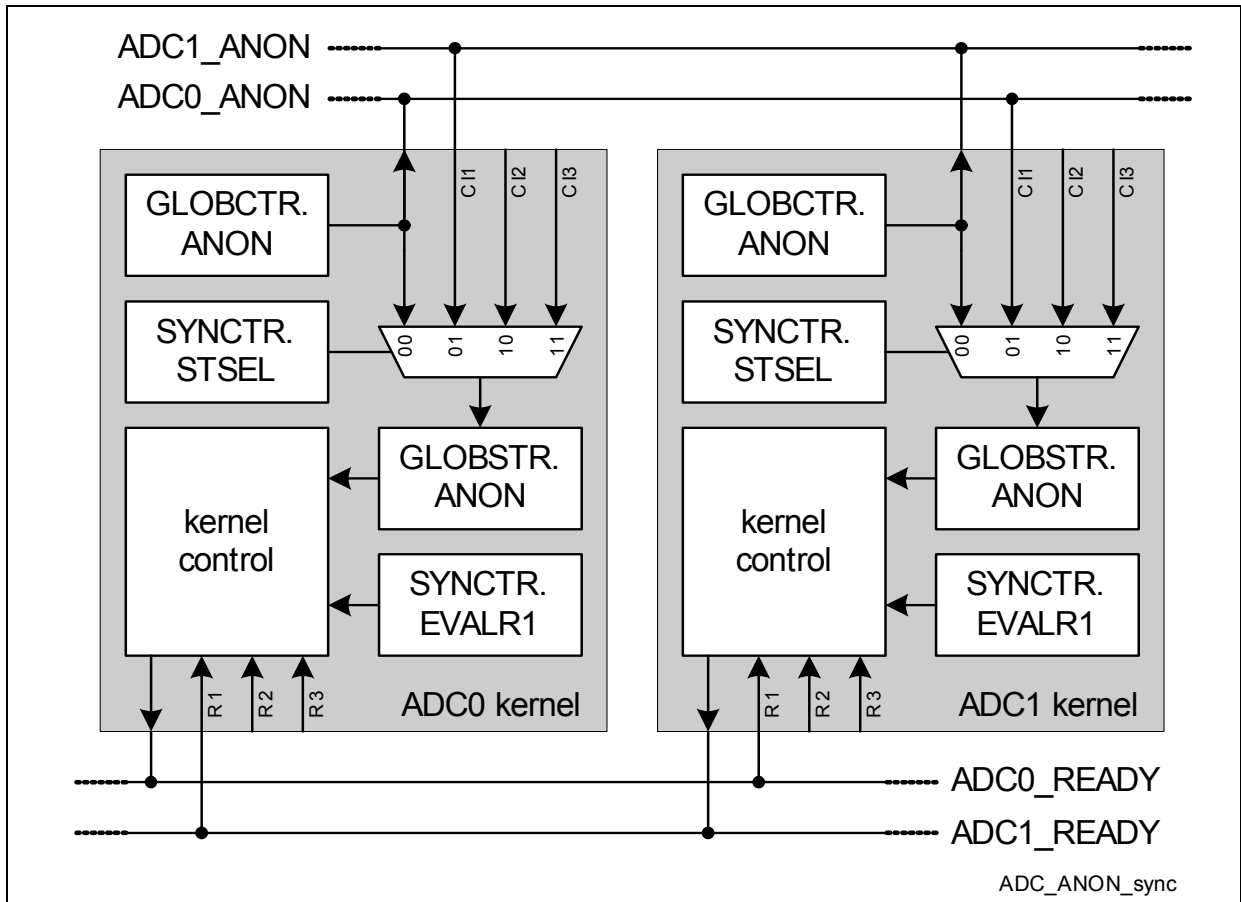 ADC1_ANON
ADC0_ANON
GLOBCTR.
ANON
CI1
CI2
CI3
SYNCTR.
STSEL
00
01
10
11
kernel
control
GLOBSTR.
ANON
SYNCTR.
EVALR1
R1
R2
R3
ADC0 kernel
GLOBCTR.
ANON
CI1
CI2
CI3
SYNCTR.
STSEL
00
01
10
11
kernel
control
GLOBSTR.
ANON
SYNCTR.
EVALR1
R1
R2
R3
ADC1 kernel
ADC0_READY
ADC1_READY
ADC_ANON_sync